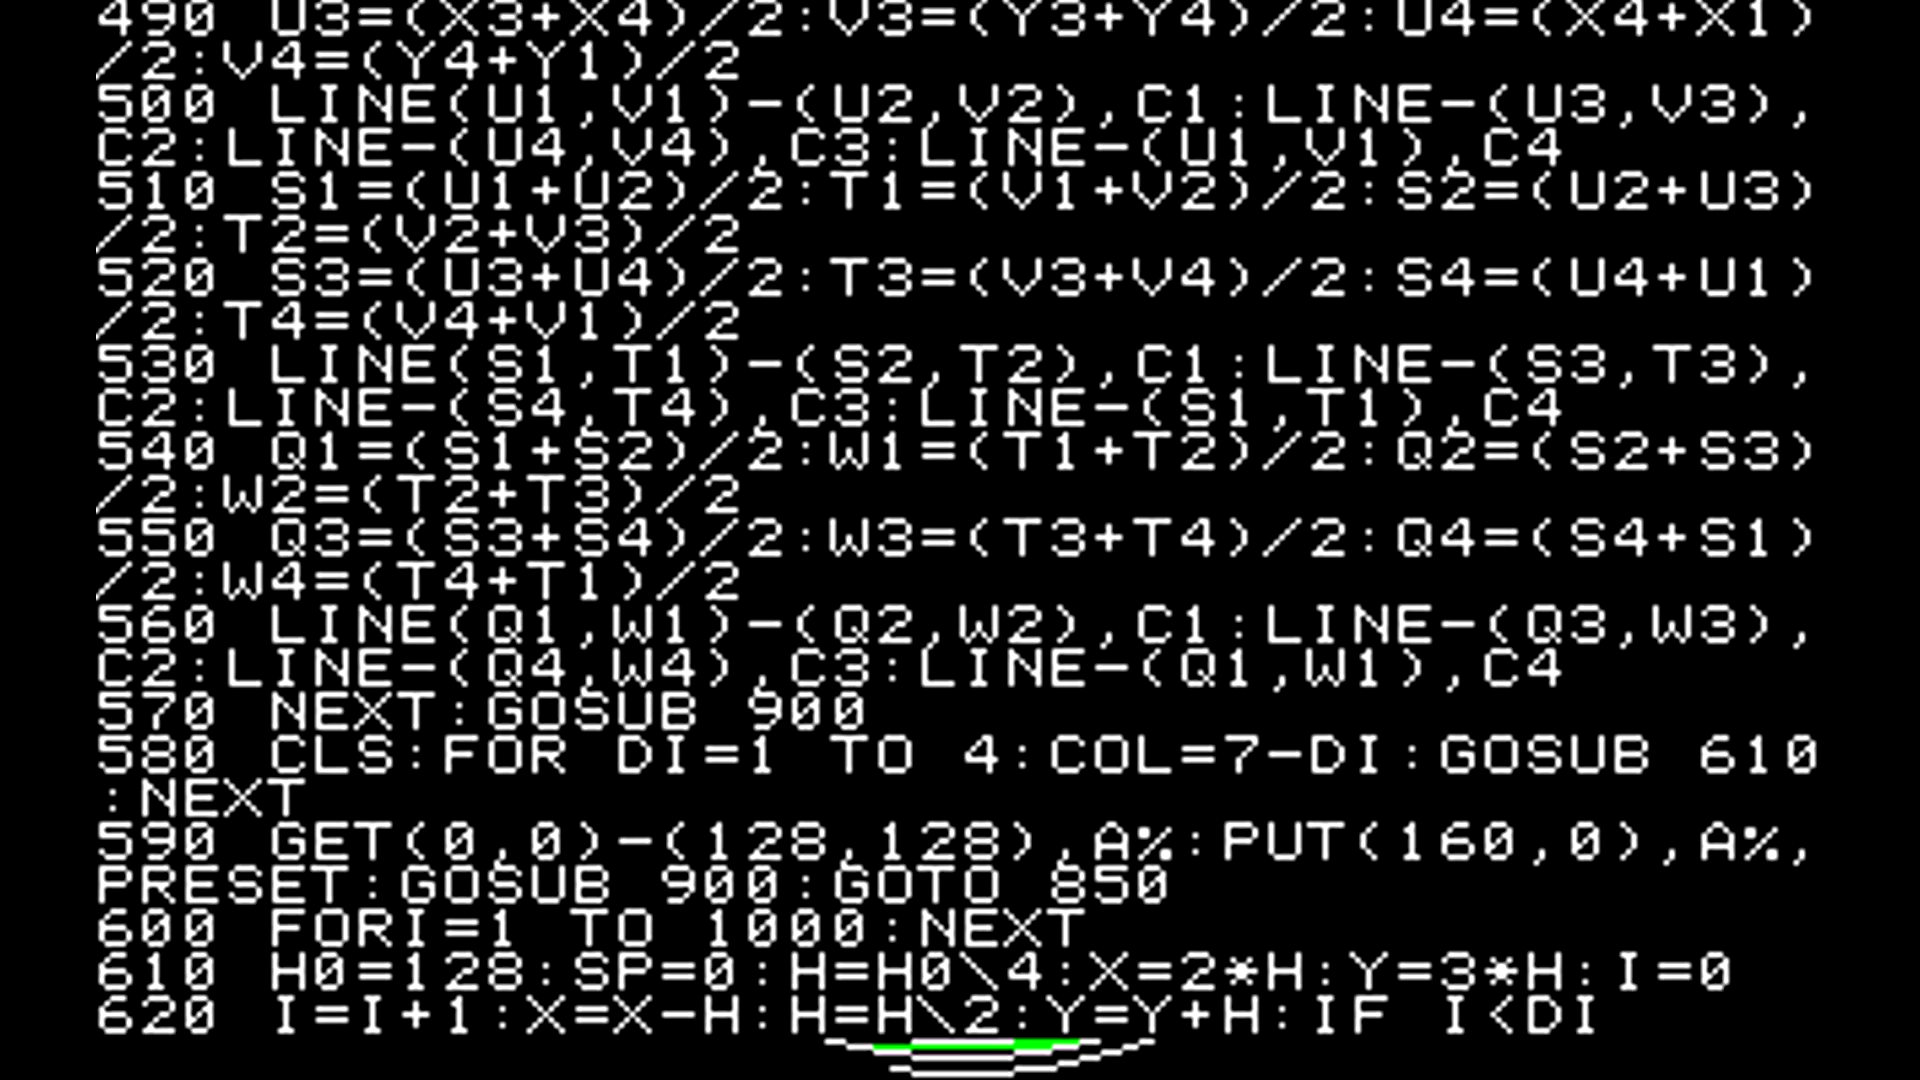 490 U3=(X3+X4)/2:V3=(Y3+Y4)/2:U4=(X4+X1)
/2:V4=(Y4+Y1)/2
500 LINE(U1,V1)-(U2,V2),C1:LINE-(U3,V3),
C2:LINE-(U4,V4),C3:LINE-(U1,V1),C4
510 S1=(U1+U2)/2:T1=(V1+V2)/2:S2=(U2+U3)
/2:T2=(V2+V3)/2
520 S3=(U3+U4)/2:T3=(V3+V4)/2:S4=(U4+U1)
/2:T4=(V4+V1)/2
530 LINE(S1,T1)-(S2,T2),C1:LINE-(S3,T3),
C2:LINE-(S4,T4),C3:LINE-(S1,T1),C4
540 Q1=(S1+S2)/2:W1=(T1+T2)/2:Q2=(S2+S3)
/2:W2=(T2+T3)/2
550 Q3=(S3+S4)/2:W3=(T3+T4)/2:Q4=(S4+S1)
/2:W4=(T4+T1)/2
560 LINE(Q1,W1)-(Q2,W2),C1:LINE-(Q3,W3),
C2:LINE-(Q4,W4),C3:LINE-(Q1,W1),C4
570 NEXT:GOSUB 900
580 CLS:FOR DI=1 TO 4:COL=7-DI:GOSUB 610
:NEXT
590 GET(0,0)-(128,128),A%:PUT(160,0),A%,
PRESET:GOSUB 900:GOTO 850
600 FORI=1 TO 1000:NEXT
610 H0=128:SP=0:H=H0\4:X=2*H:Y=3*H:I=0
620 I=I+1:X=X-H:H=H\2:Y=Y+H:IF I<DI